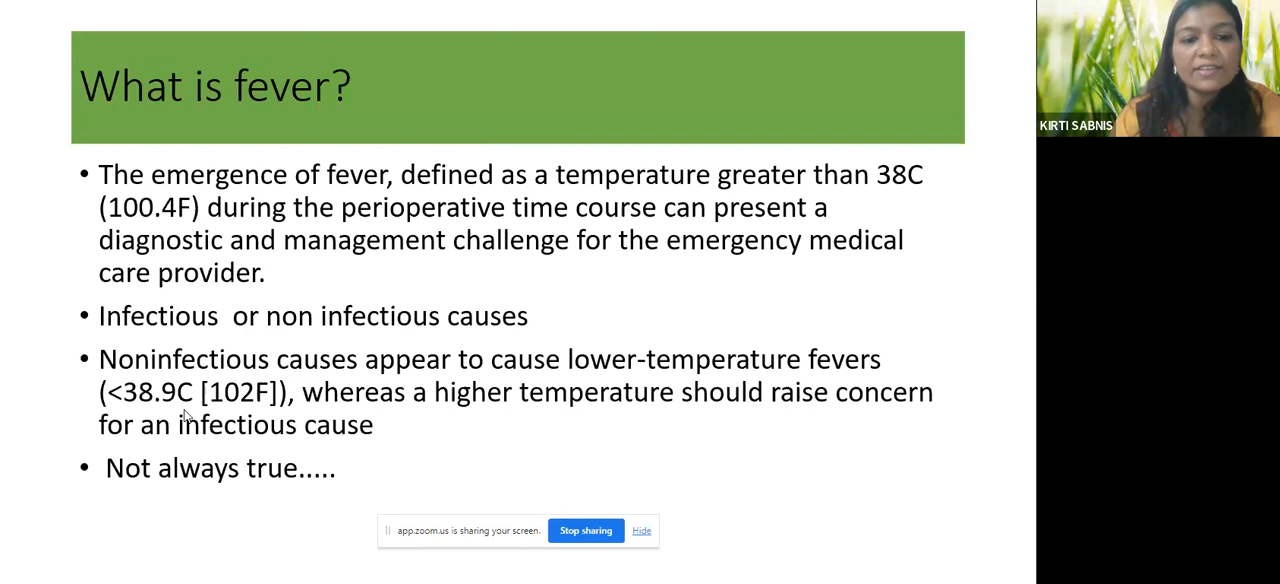 What is fever?
• The emergence of fever, defined as a temperature greater than 38C
(100.4F) during the perioperative time course can present a
diagnostic and management challenge for the emergency medical
care provider.
• Infectious or non infectious causes
• Noninfectious causes appear to cause lower-temperature fevers
(<38.9C [102F]), whereas a higher temperature should raise concern
for an infectious cause
• Not always true.....
app.zoom.us is sharing your screen. Stop sharing Hide
KIRTI SABNIS